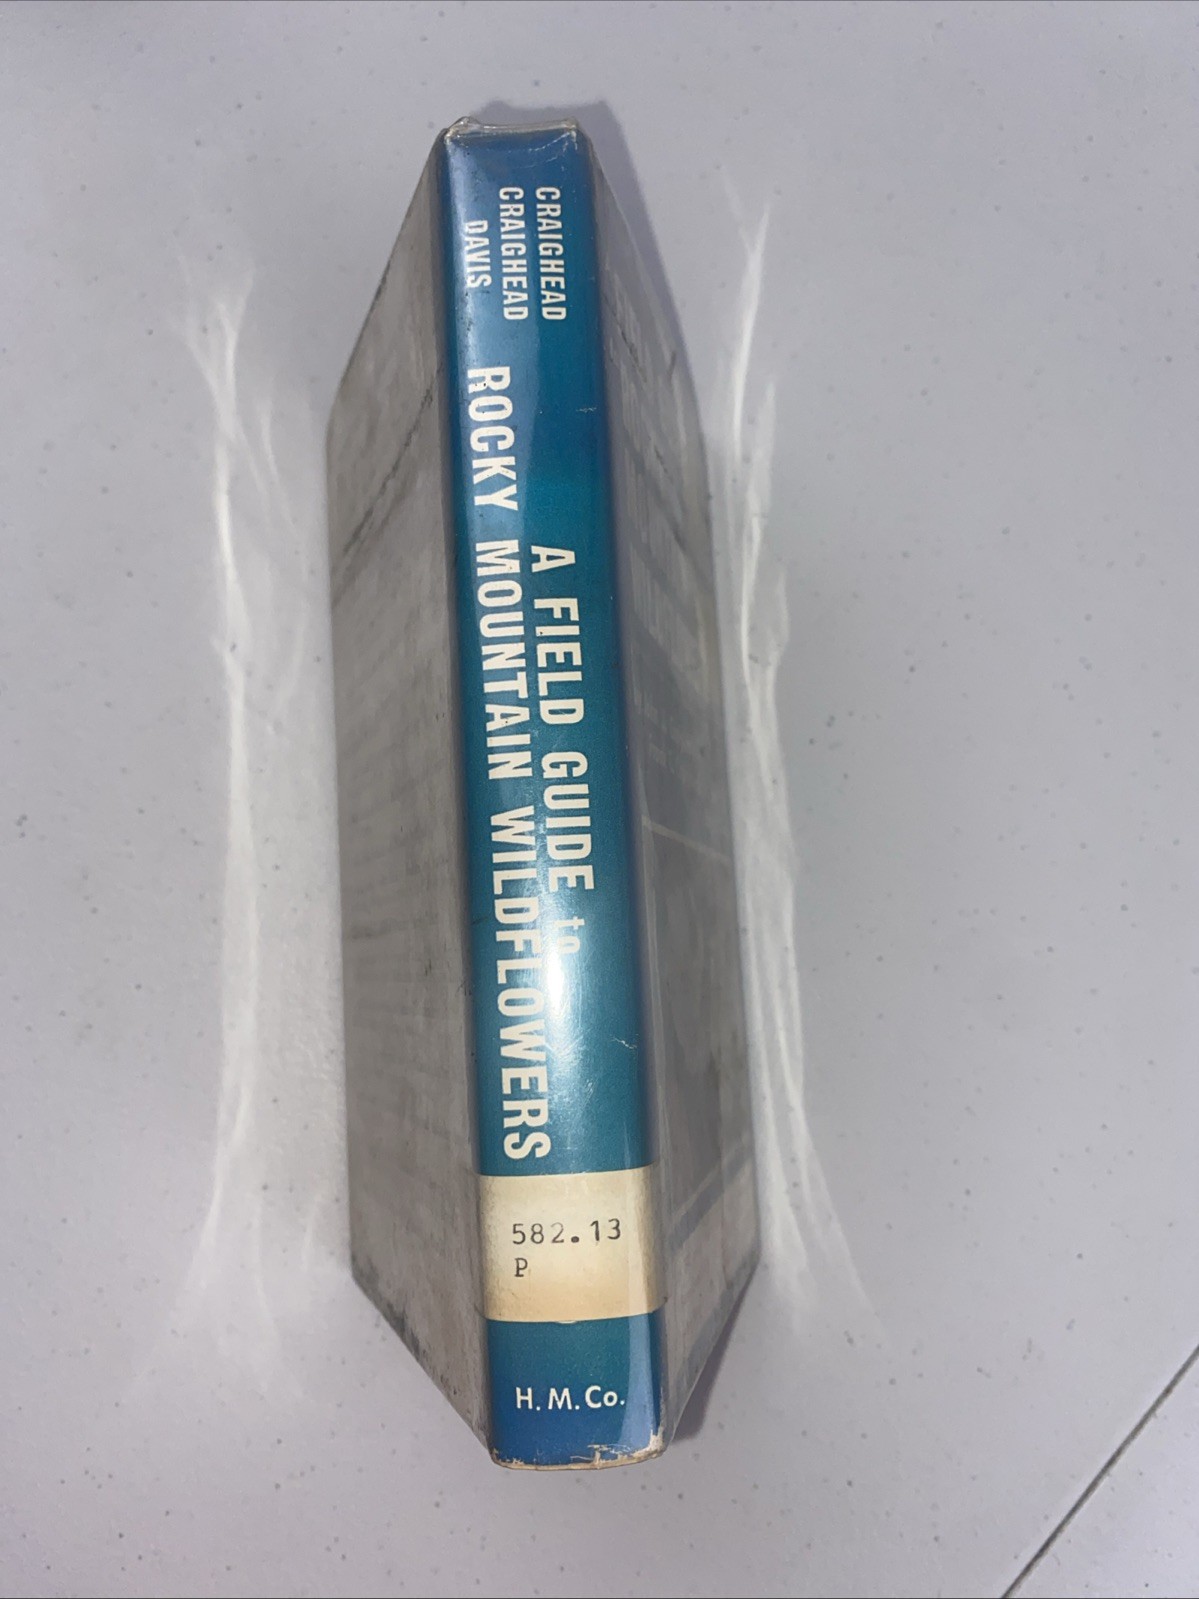 CRAIGHEAD
CRAIGHEAD
DAVIS
A FIELD GUIDE to
ROCKY MOUNTAIN WILDFLOWERS
582.13
P
H. M. Co.